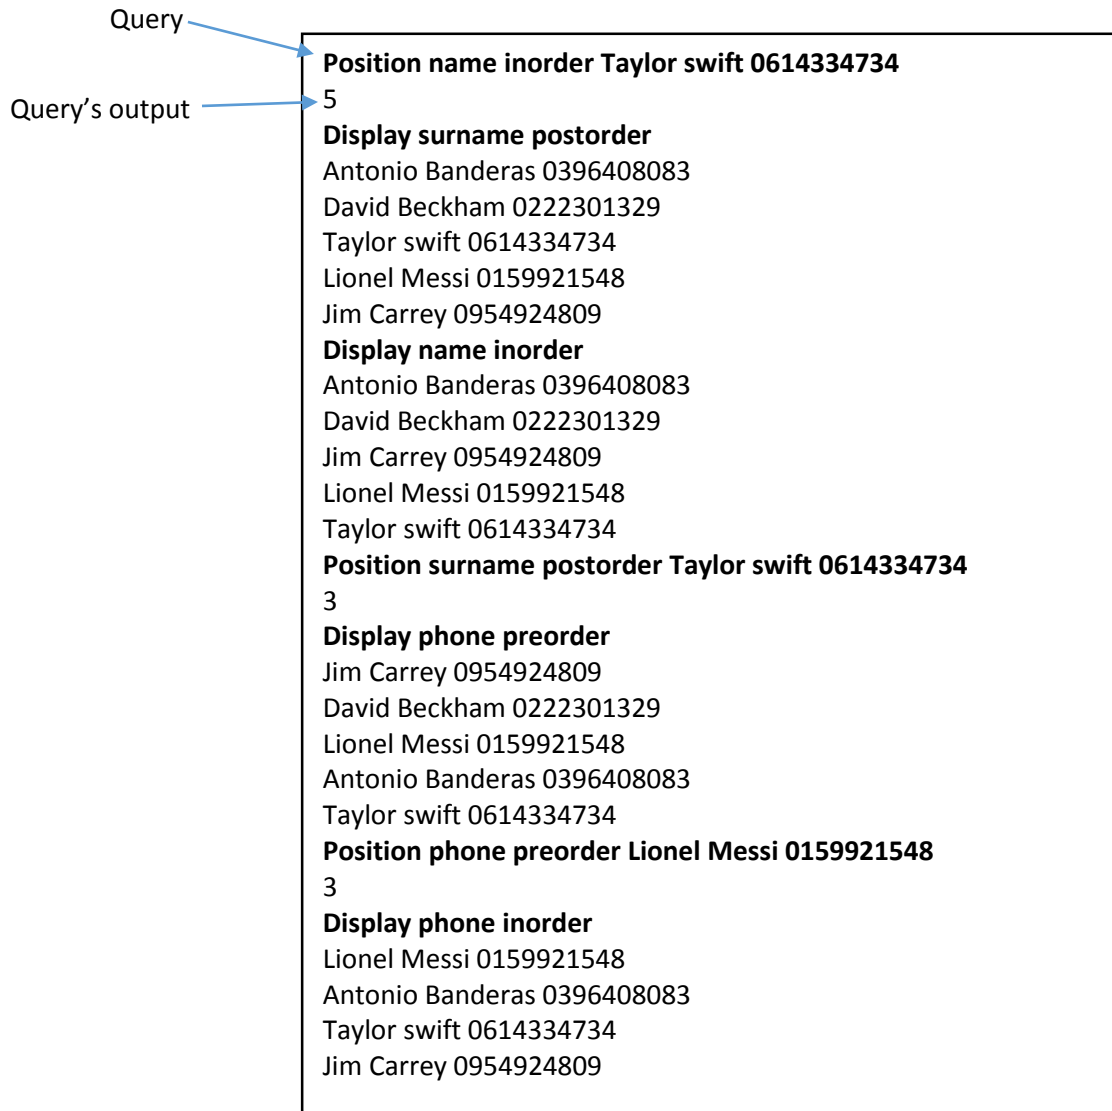 Query
Position name inorder Taylor swift 0614334734
Query’s output
5
Display surname postorder
Antonio Banderas 0396408083
David Beckham 0222301329
Taylor swift 0614334734
Lionel Messi 0159921548
Jim Carrey 0954924809
Display name inorder
Antonio Banderas 0396408083
David Beckham 0222301329
Jim Carrey 0954924809
Lionel Messi 0159921548
Taylor swift 0614334734
Position surname postorder Taylor swift 0614334734
3
Display phone preorder
Jim Carrey 0954924809
David Beckham 0222301329
Lionel Messi 0159921548
Antonio Banderas 0396408083
Taylor swift 0614334734
Position phone preorder Lionel Messi 0159921548
3
Display phone inorder
Lionel Messi 0159921548
Antonio Banderas 0396408083
Taylor swift 0614334734
Jim Carrey 0954924809